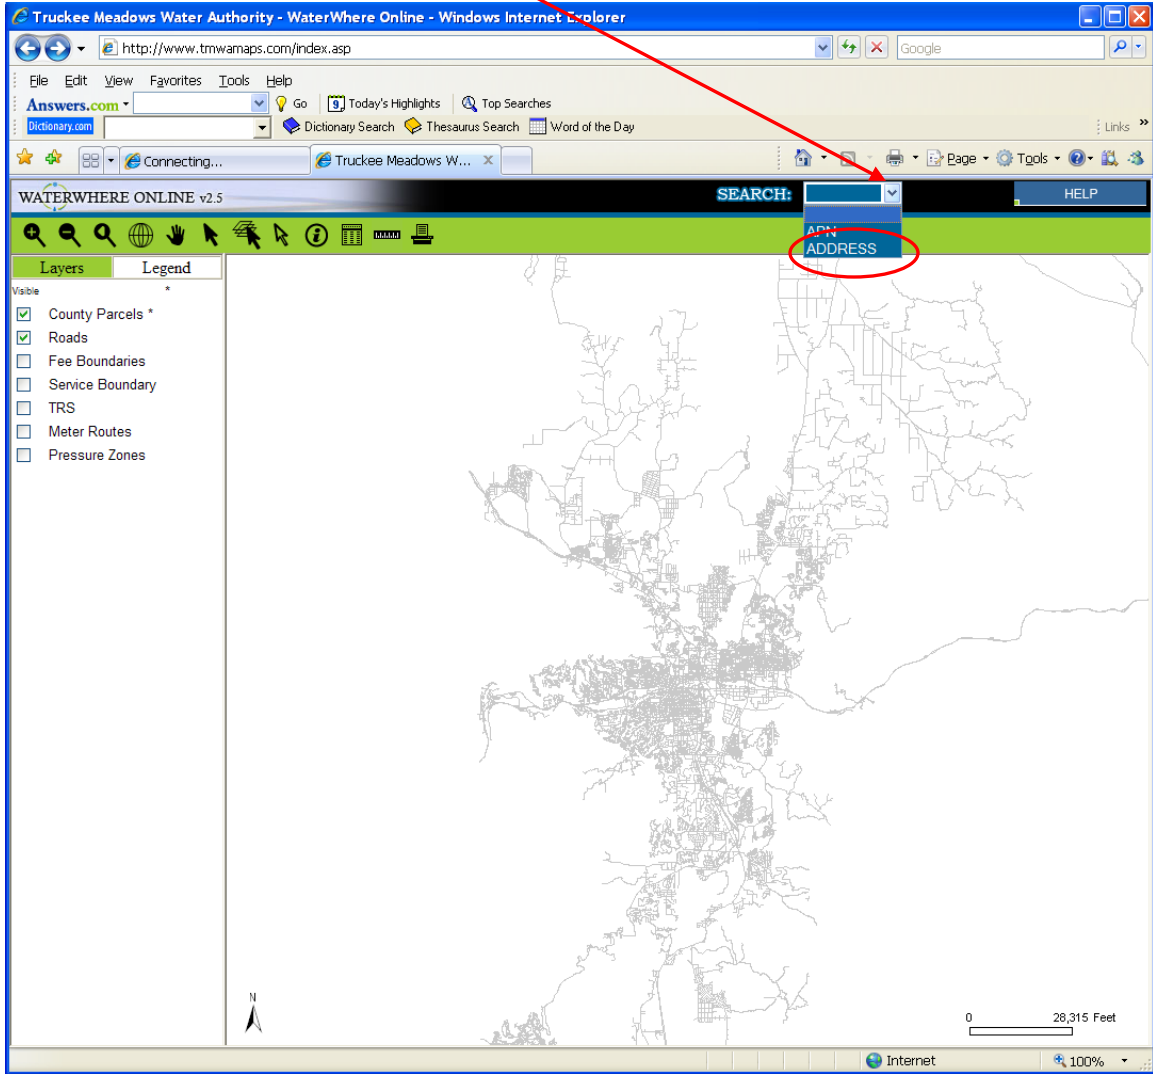 Truckee Meadows Water Authority - WaterWhere Online - Windows Internet Explorer
http://www.tmwamaps.com/index.asp
Google
File Edit View Favorites Tools Help
Answers.com Go 9 Today's Highlights Top Searches
Dictionary.com Dictionary Search Thesaurus Search Word of the Day Links »
Connecting... Truckee Meadows W... X Page Tools
WATERWHERE ONLINE v2.5 SEARCH: HELP
APN
ADDRESS
Layers Legend
Visible *
County Parcels *
Roads
Fee Boundaries
Service Boundary
TRS
Meter Routes
Pressure Zones
N
0 28,315 Feet
Internet 100%